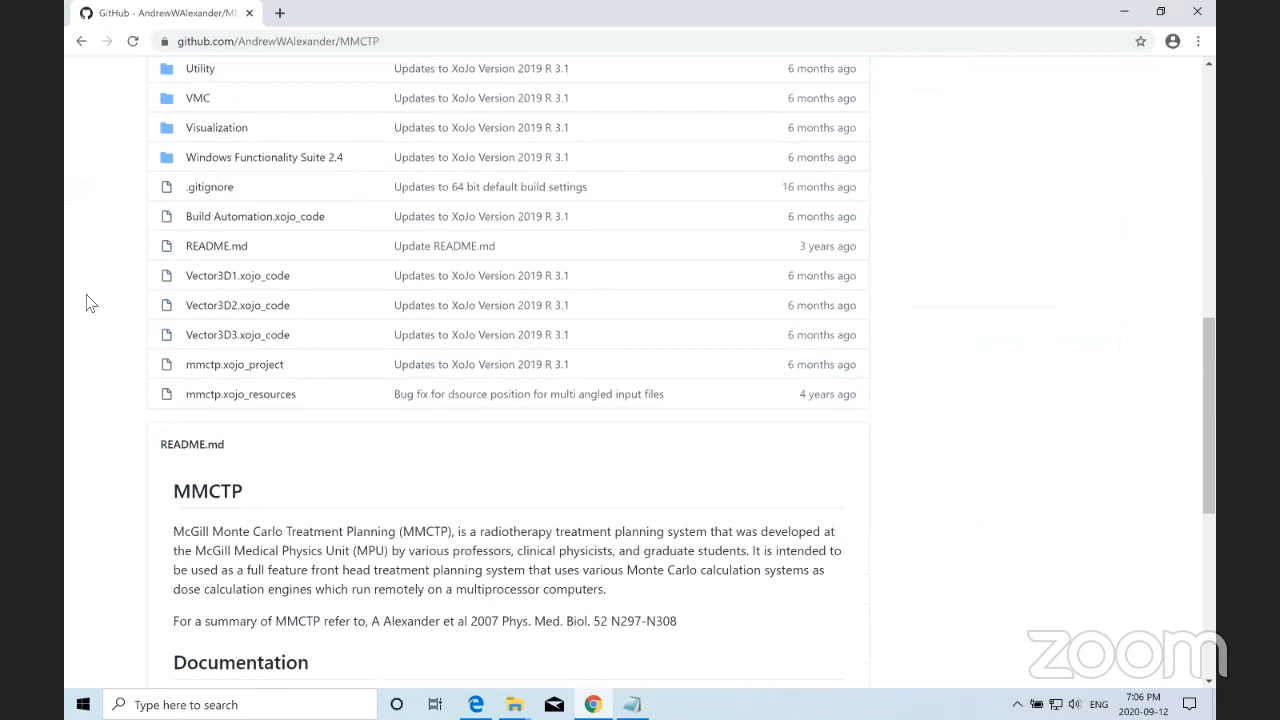 GitHub - AndrewWAlexander/MM
github.com/AndrewWAlexander/MMCTP
Utility Updates to XoJo Version 2019 R 3.1 6 months ago
VMC Updates to XoJo Version 2019 R 3.1 6 months ago
Visualization Updates to XoJo Version 2019 R 3.1 6 months ago
Windows Functionality Suite 2.4 Updates to XoJo Version 2019 R 3.1 6 months ago
.gitignore Updates to 64 bit default build settings 16 months ago
Build Automation.xojo_code Updates to XoJo Version 2019 R 3.1 6 months ago
README.md Update README.md 3 years ago
Vector3D1.xojo_code Updates to XoJo Version 2019 R 3.1 6 months ago
Vector3D2.xojo_code Updates to XoJo Version 2019 R 3.1 6 months ago
Vector3D3.xojo_code Updates to XoJo Version 2019 R 3.1 6 months ago
mmctp.xojo_project Updates to XoJo Version 2019 R 3.1 6 months ago
mmctp.xojo_resources Bug fix for dsource position for multi angled input files 4 years ago
README.md
MMCTP
McGill Monte Carlo Treatment Planning (MMCTP), is a radiotherapy treatment planning system that was developed at
the McGill Medical Physics Unit (MPU) by various professors, clinical physicists, and graduate students. It is intended to
be used as a full feature front head treatment planning system that uses various Monte Carlo calculation systems as
dose calculation engines which run remotely on a multiprocessor computers.
For a summary of MMCTP refer to, A Alexander et al 2007 Phys. Med. Biol. 52 N297-N308
Documentation
zoom
Type here to search
ENG
7:06 PM
2020-09-12